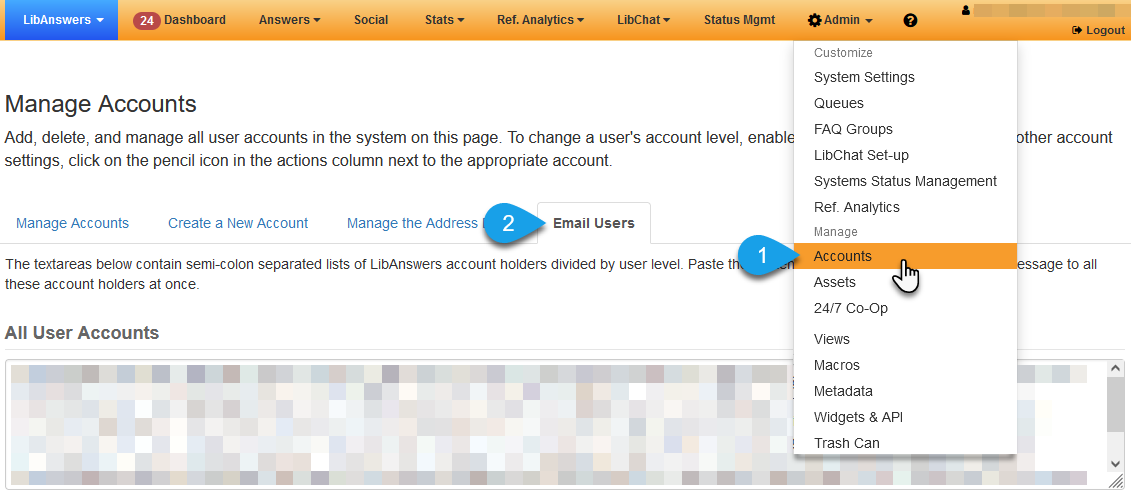 LibAnswers
24 Dashboard
Answers
Social
Stats
Ref. Analytics
LibChat
Status Mgmt
Admin
?
Logout
Customize
System Settings
Queues
FAQ Groups
LibChat Set-up
Systems Status Management
Ref. Analytics
Manage
Accounts
Assets
24/7 Co-Op
Views
Macros
Metadata
Widgets & API
Trash Can
1
Manage Accounts
Add, delete, and manage all user accounts in the system on this page. To change a user's account level, enable other account
settings, click on the pencil icon in the actions column next to the appropriate account.
Manage Accounts
Create a New Account
Manage the Address
2
Email Users
The textareas below contain semi-colon separated lists of LibAnswers account holders divided by user level. Paste to all
these account holders at once.
All User Accounts